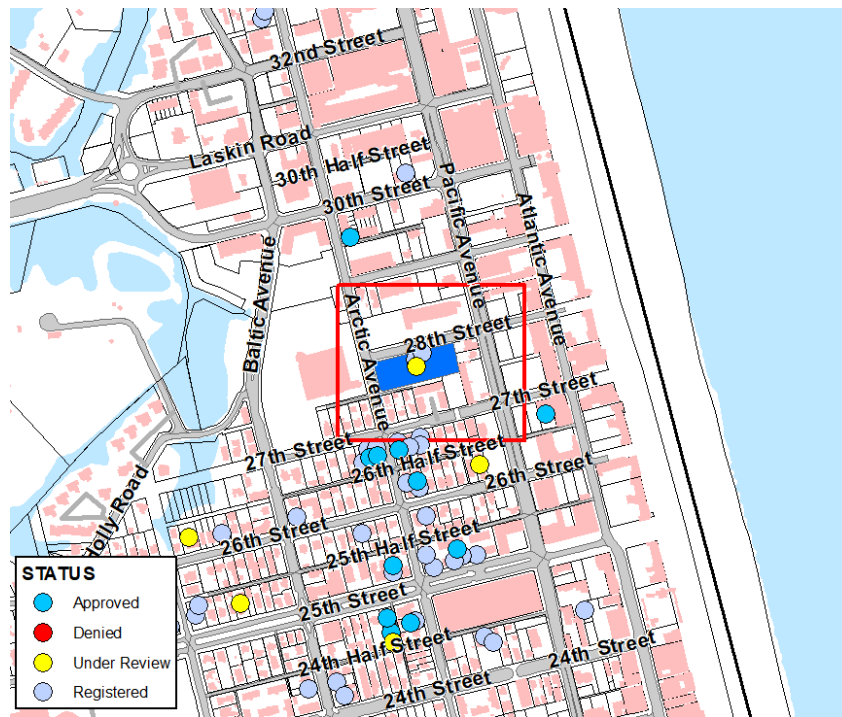 32nd Street
Laskin Road
30th Half Street
30th Street
Pacific Avenue
Atlantic Avenue
Baltic Avenue
Arctic Avenue
28th Street
27th Street
27th Street
26th Half Street
26th Street
Holly Road
26th Street
25th Half Street
25th Street
24th Half Street
24th Street
24th Street
STATUS
Approved
Denied
Under Review
Registered